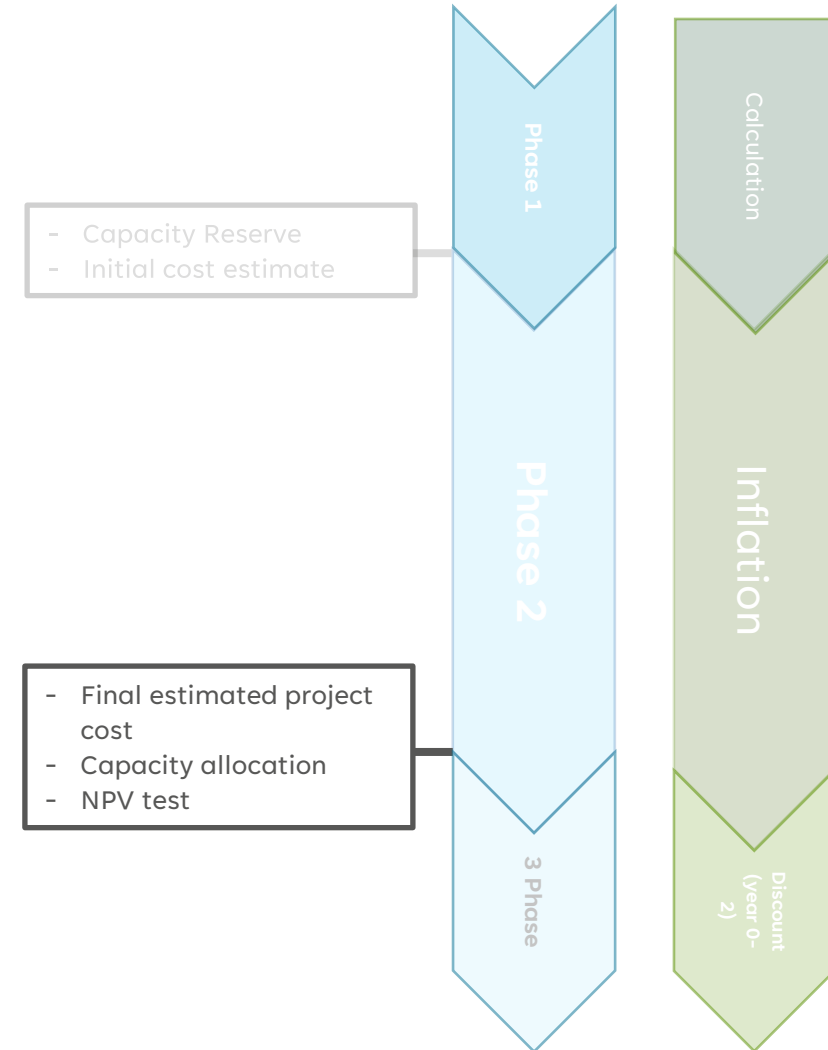 Phase 1
Calculation
- Capacity Reserve
- Initial cost estimate
Phase 2
Inflation
- Final estimated project
cost
- Capacity allocation
- NPV test
3 Phase
Discount
(year 0-
2)